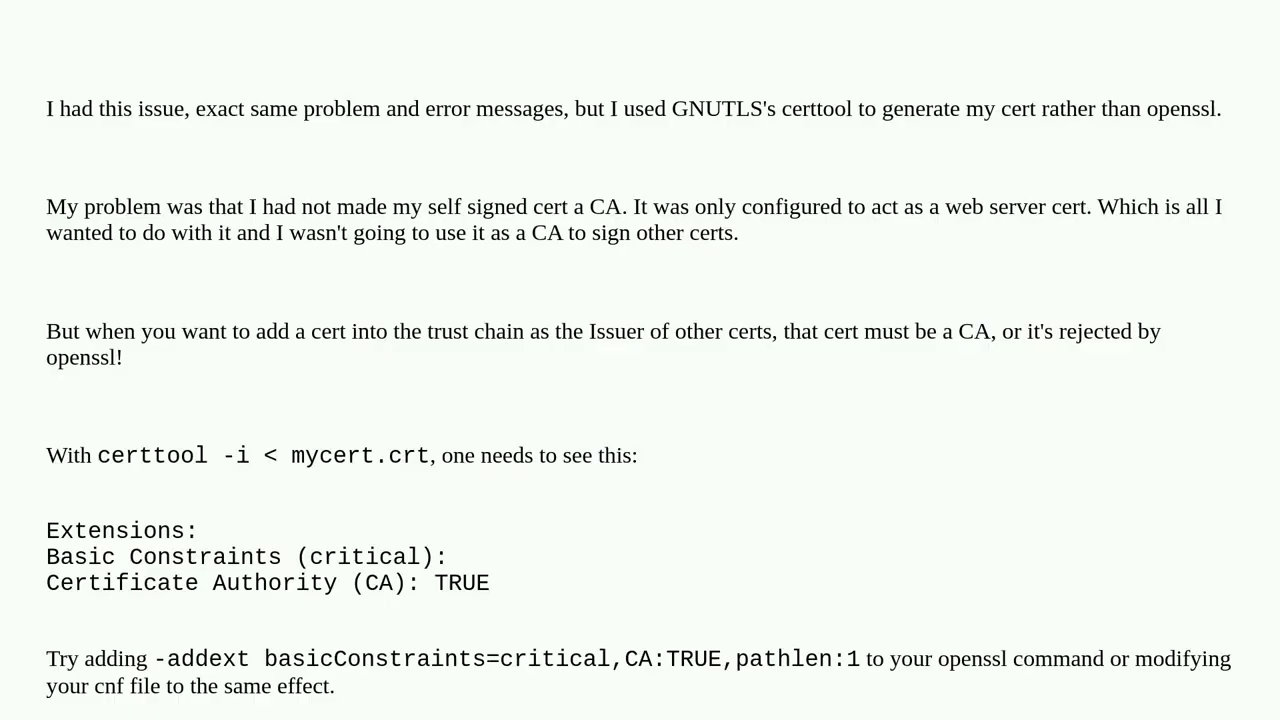 I had this issue, exact same problem and error messages, but I used GNUTLS's certtool to generate my cert rather than openssl.
My problem was that I had not made my self signed cert a CA. It was only configured to act as a web server cert. Which is all I
wanted to do with it and I wasn't going to use it as a CA to sign other certs.
But when you want to add a cert into the trust chain as the Issuer of other certs, that cert must be a CA, or it's rejected by
openssl!
With certtool -i < mycert.crt, one needs to see this:
Extensions:
Basic Constraints (critical):
Certificate Authority (CA): TRUE
Try adding -addext basicConstraints=critical,CA:TRUE,pathlen:1 to your openssl command or modifying
your cnf file to the same effect.